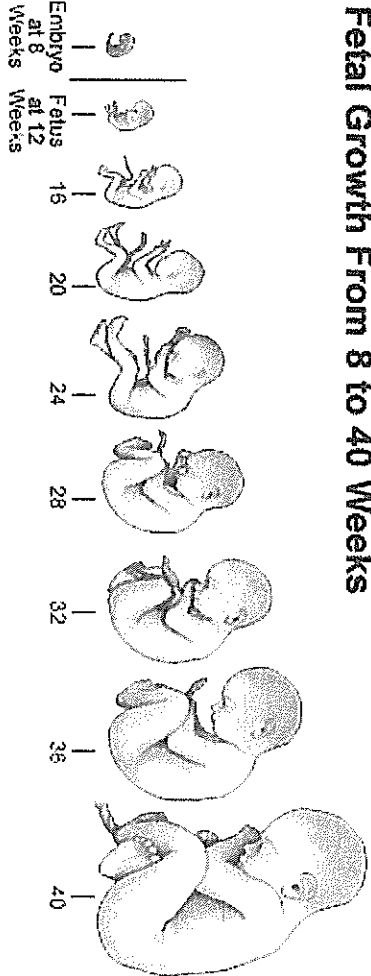 Fetal Growth From 8 to 40 Weeks
Embryo
at 8
Weeks
Fetus
at 12
Weeks
16
20
24
28
32
36
40